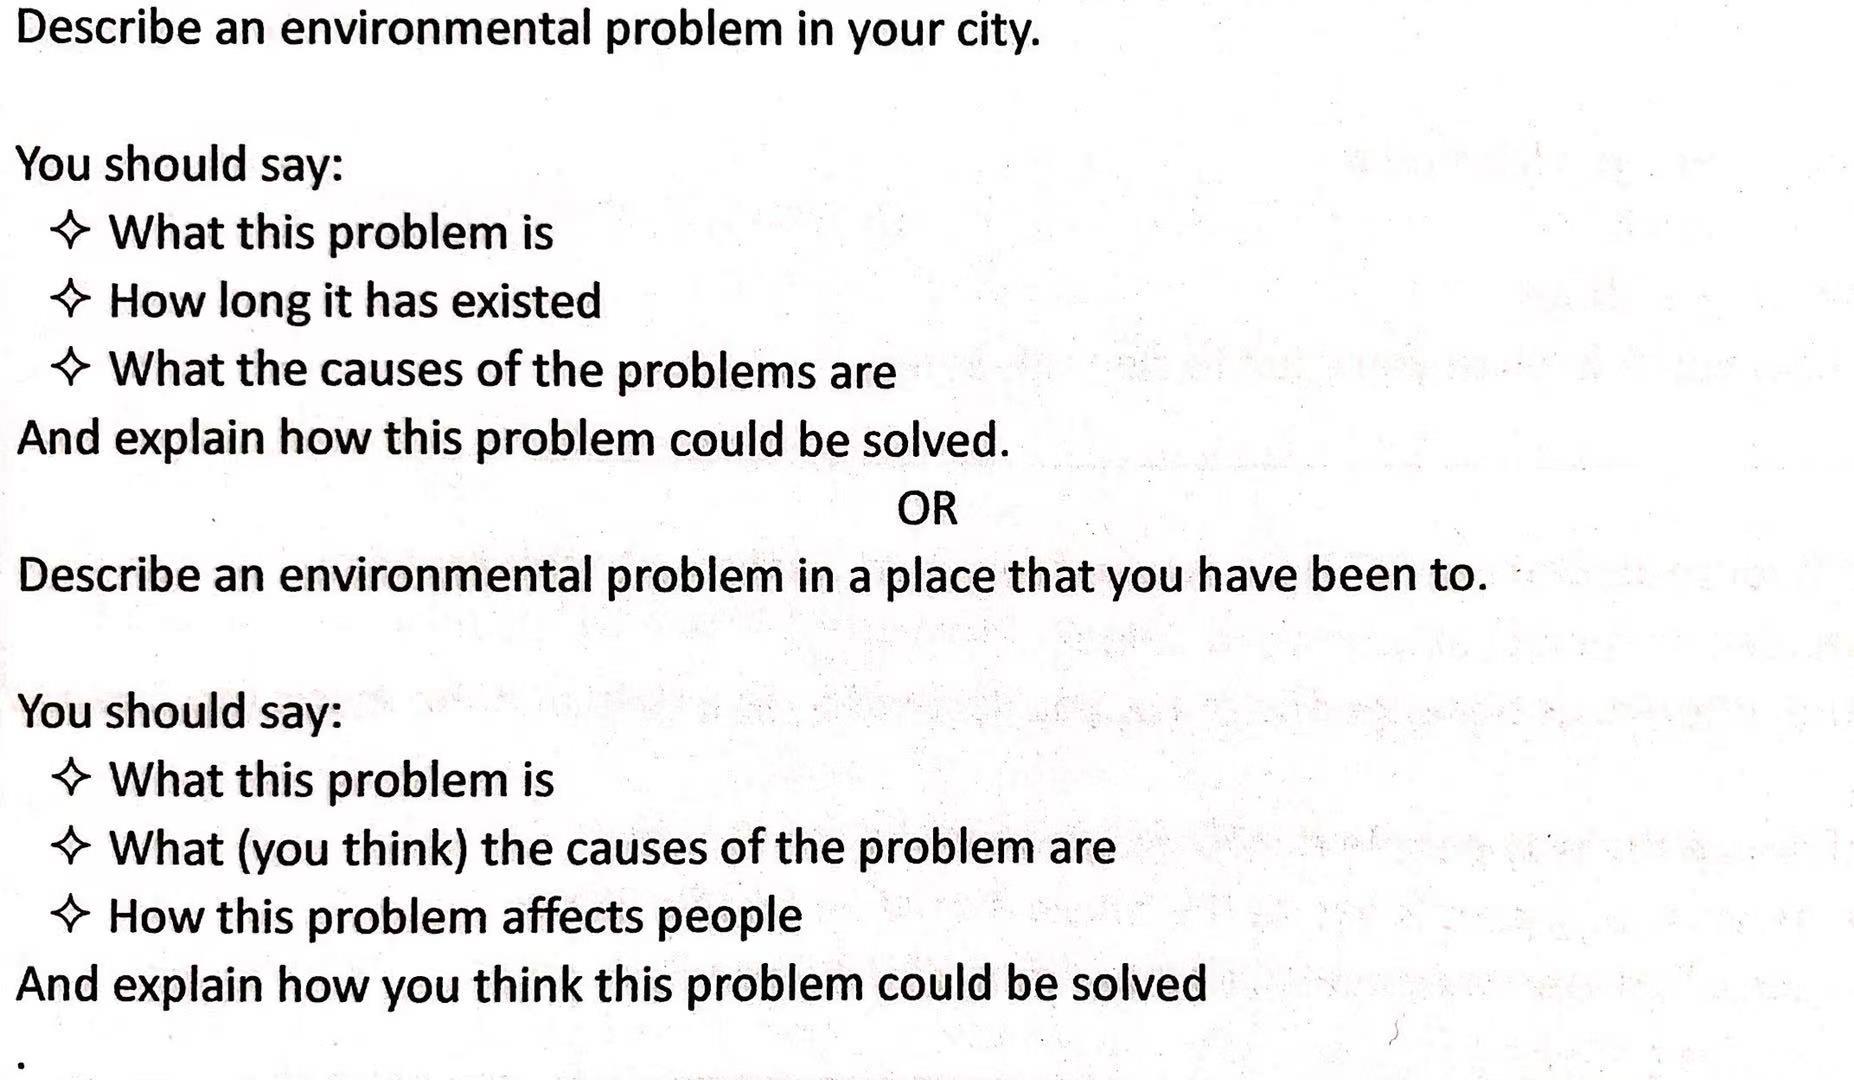 Describe an environmental problem in your city.
You should say:
✧ What this problem is
✧ How long it has existed
✧ What the causes of the problems are
And explain how this problem could be solved.
OR
Describe an environmental problem in a place that you have been to.
You should say:
✧ What this problem is
✧ What (you think) the causes of the problem are
✧ How this problem affects people
And explain how you think this problem could be solved
.